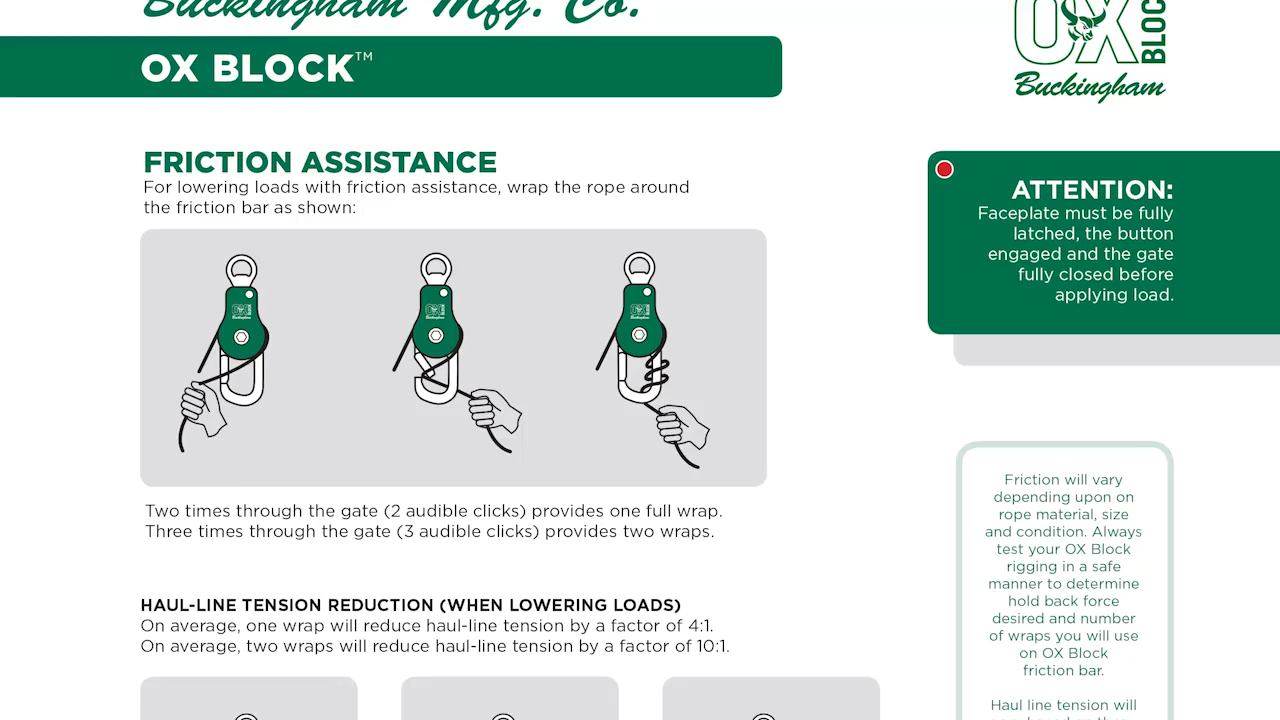 Buckingham Mfg. Co.
OX BLOCK™
OX BLOCK
Buckingham
FRICTION ASSISTANCE
For lowering loads with friction assistance, wrap the rope around
the friction bar as shown:
ATTENTION:
Faceplate must be fully
latched, the button
engaged and the gate
fully closed before
applying load.
OX
Buckingham
OX
Buckingham
OX
Buckingham
Two times through the gate (2 audible clicks) provides one full wrap.
Three times through the gate (3 audible clicks) provides two wraps.
HAUL-LINE TENSION REDUCTION (WHEN LOWERING LOADS)
On average, one wrap will reduce haul-line tension by a factor of 4:1.
On average, two wraps will reduce haul-line tension by a factor of 10:1.
Friction will vary
depending upon on
rope material, size
and condition. Always
test your OX Block
rigging in a safe
manner to determine
hold back force
desired and number
of wraps you will use
on OX Block
friction bar.
Haul line tension will